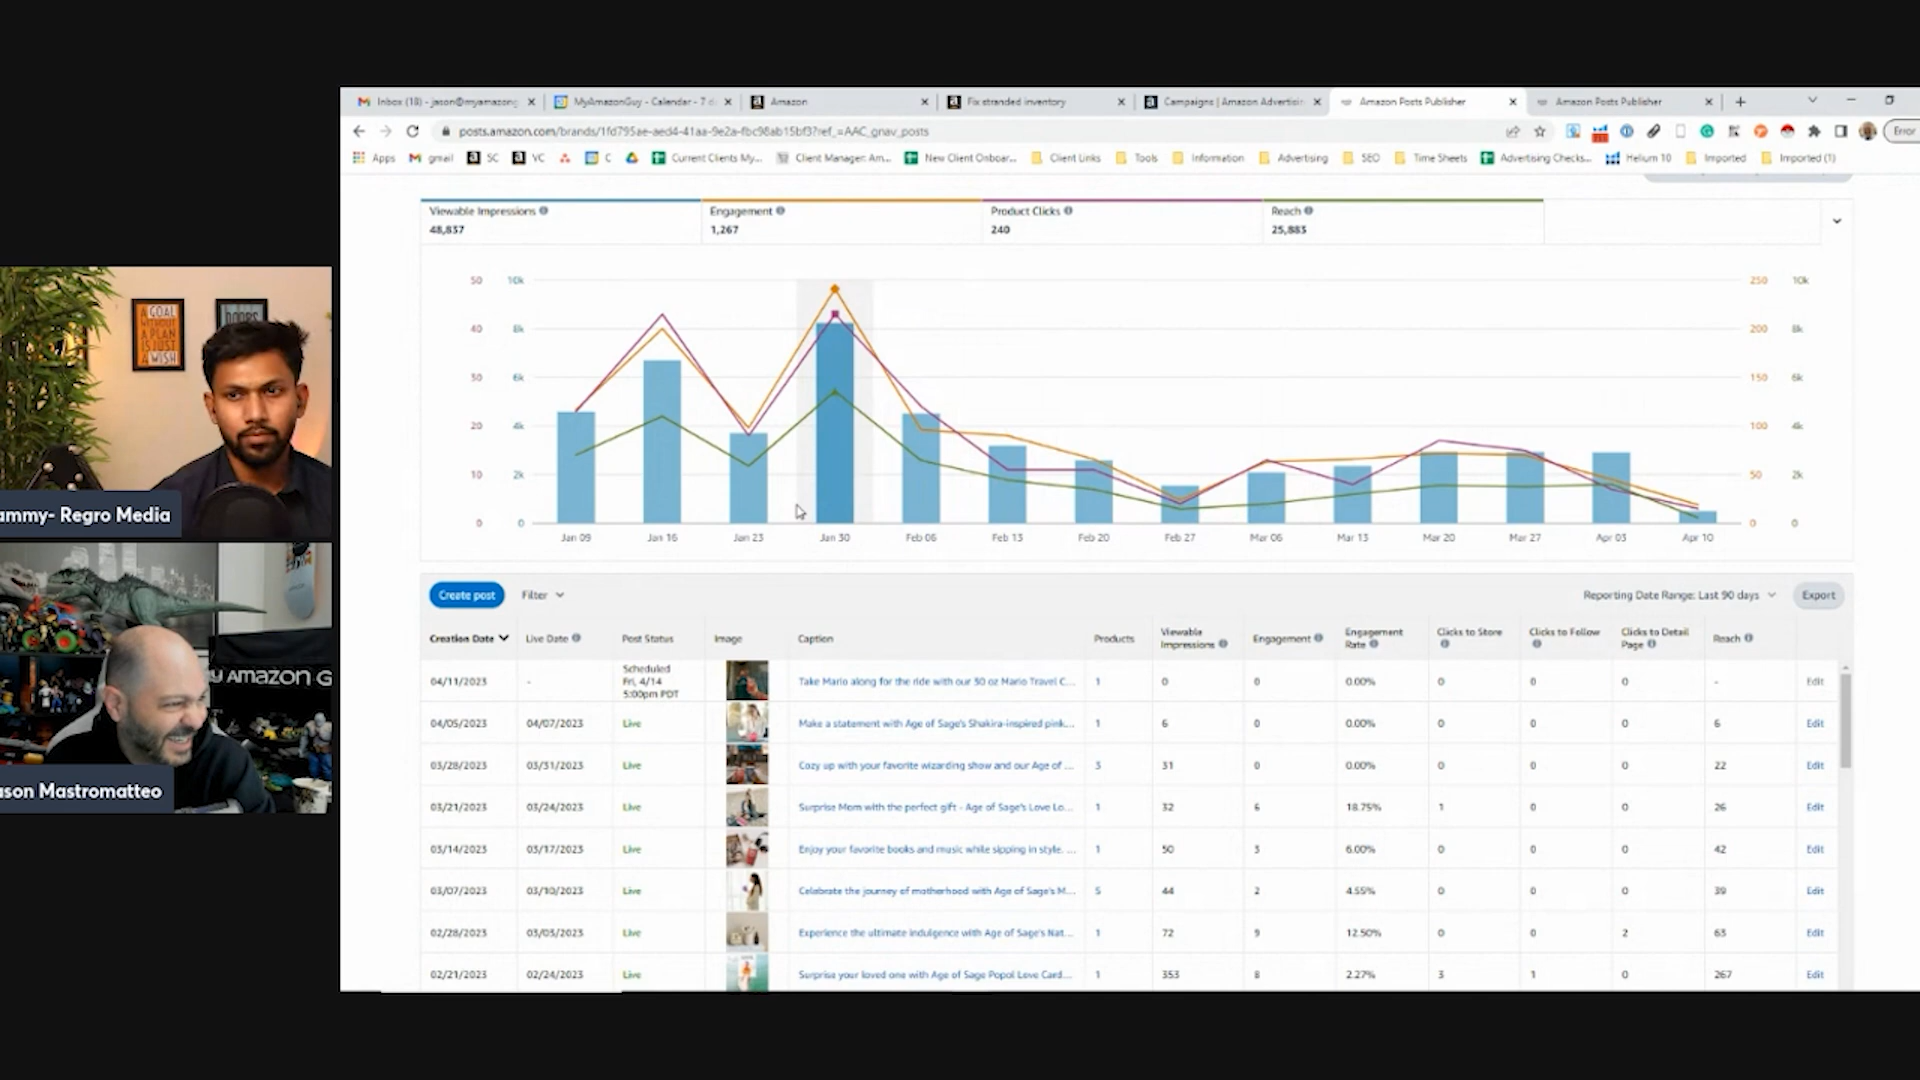 Inbox (18) - jason@myamazong
MyAmazonGuy - Calendar - 7 d
Amazon
Fix stranded inventory
Campaigns | Amazon Advertisin
Amazon Posts Publisher
Amazon Posts Publisher
posts.amazon.com/brands/1fd795ae-aed4-41aa-9e2a-fbc98ab15bf3?ref_=AAC_gnav_posts
Error
Apps
gmail
SC
VC
C
Current Clients My...
Client Manager: Am...
New Client Onboar...
Client Links
Tools
Information
Advertising
SEO
Time Sheets
Advertising Checks...
Helium 10
Imported
Imported (1)
Viewable Impressions
48,837
Engagement
1,267
Product Clicks
240
Reach
25,883
50 10k 250 10k
40 8k 200 8k
30 6k 150 6k
20 4k 100 4k
10 2k 50 2k
0 0 0 0
Jan 09 Jan 16 Jan 23 Jan 30 Feb 06 Feb 13 Feb 20 Feb 27 Mar 06 Mar 13 Mar 20 Mar 27 Apr 03 Apr 10
Create post Filter Reporting Date Range: Last 90 days Export
Creation Date Live Date Post Status Image Caption Products Viewable Impressions Engagement Engagement Rate Clicks to Store Clicks to Follow Clicks to Detail Page Reach
04/11/2023 - Scheduled Fri, 4/14 5:00pm PDT Take Mario along for the ride with our 30 oz Mario Travel C... 1 0 0 0.00% 0 0 0 - Edit
04/05/2023 04/07/2023 Live Make a statement with Age of Sage's Shakira-inspired pink... 1 6 0 0.00% 0 0 0 6 Edit
03/28/2023 03/31/2023 Live Cozy up with your favorite wizarding show and our Age of ... 3 31 0 0.00% 0 0 0 22 Edit
03/21/2023 03/24/2023 Live Surprise Mom with the perfect gift - Age of Sage's Love Lo... 1 32 6 18.75% 1 0 0 26 Edit
03/14/2023 03/17/2023 Live Enjoy your favorite books and music while sipping in style. ... 1 50 3 6.00% 0 0 0 42 Edit
03/07/2023 03/10/2023 Live Celebrate the journey of motherhood with Age of Sage's M... 5 44 2 4.55% 0 0 0 39 Edit
02/28/2023 03/03/2023 Live Experience the ultimate indulgence with Age of Sage's Nat... 1 72 9 12.50% 0 0 2 63 Edit
02/21/2023 02/24/2023 Live Surprise your loved one with Age of Sage Popol Love Card... 1 353 8 2.27% 3 1 0 267 Edit
A GOAL
WITHOUT
A PLAN
IS JUST
A WISH
ammy- Regro Media
y AMAZON G
ason Mastromatteo